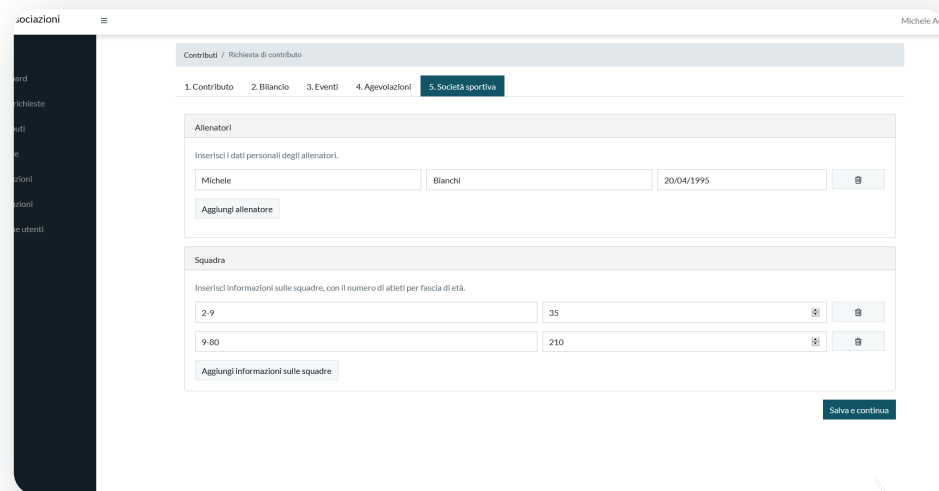 ociazioni
Michele A
Contributi / Richiesta di contributo
1. Contributo 2. Bilancio 3. Eventi 4. Agevolazioni 5. Società sportiva
ard
richieste
uti
e
zioni
zioni
ne utenti
Allenatori
Inserisci i dati personali degli allenatori.
Michele Bianchi 20/04/1995
Aggiungi allenatore
Squadra
Inserisci informazioni sulle squadre, con il numero di atleti per fascia di età.
2-9 35
9-80 210
Aggiungi informazioni sulle squadre
Salva e continua